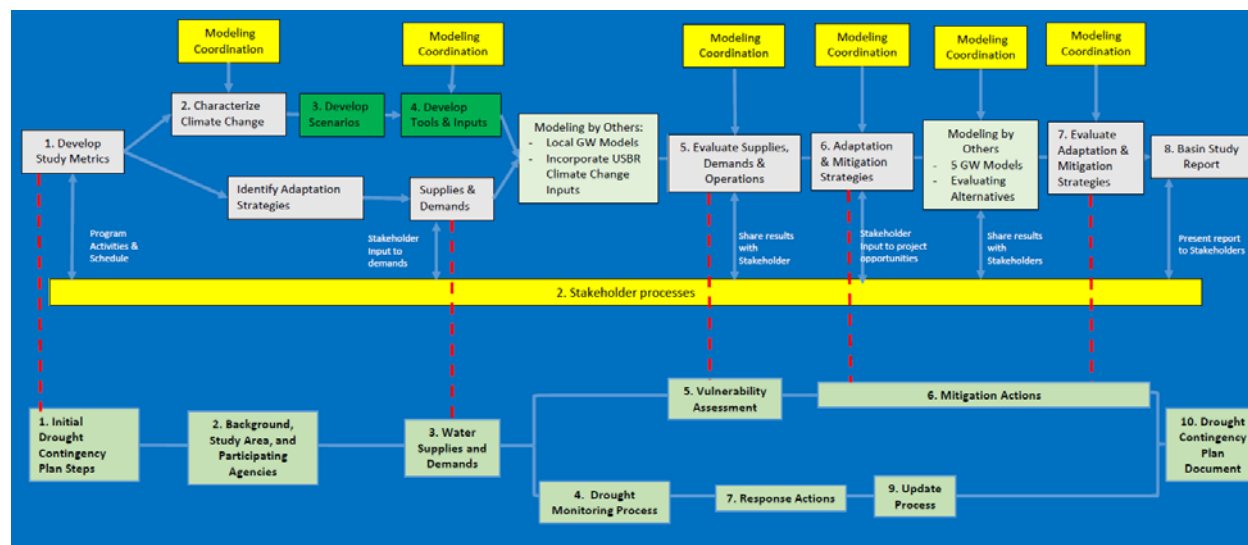 Modeling
Coordination
Modeling
Coordination
Modeling
Coordination
Modeling
Coordination
Modeling
Coordination
Modeling
Coordination
2. Characterize
Climate Change
3. Develop
Scenarios
4. Develop
Tools & Inputs
1. Develop
Study Metrics
Identify Adaptation
Strategies
Supplies &
Demands
Modeling by Others:
- Local GW Models
- Incorporate USBR
Climate Change
Inputs
5. Evaluate Supplies,
Demands &
Operations
6. Adaptation
& Mitigation
Strategies
Modeling by
Others
- 5 GW Models
- Evaluating
Alternatives
7. Evaluate
Adaptation &
Mitigation
Strategies
8. Basin Study
Report
Program
Activities &
Schedule
Stakeholder
Input to
demands
Share results
with
Stakeholder
Stakeholder
Input to project
opportunities
Share results
with
Stakeholders
Present report
to Stakeholders
2. Stakeholder processes
1. Initial
Drought
Contingency
Plan Steps
2. Background,
Study Area, and
Participating
Agencies
3. Water
Supplies and
Demands
5. Vulnerability
Assessment
6. Mitigation Actions
4. Drought
Monitoring Process
7. Response Actions
9. Update
Process
10. Drought
Contingency
Plan
Document